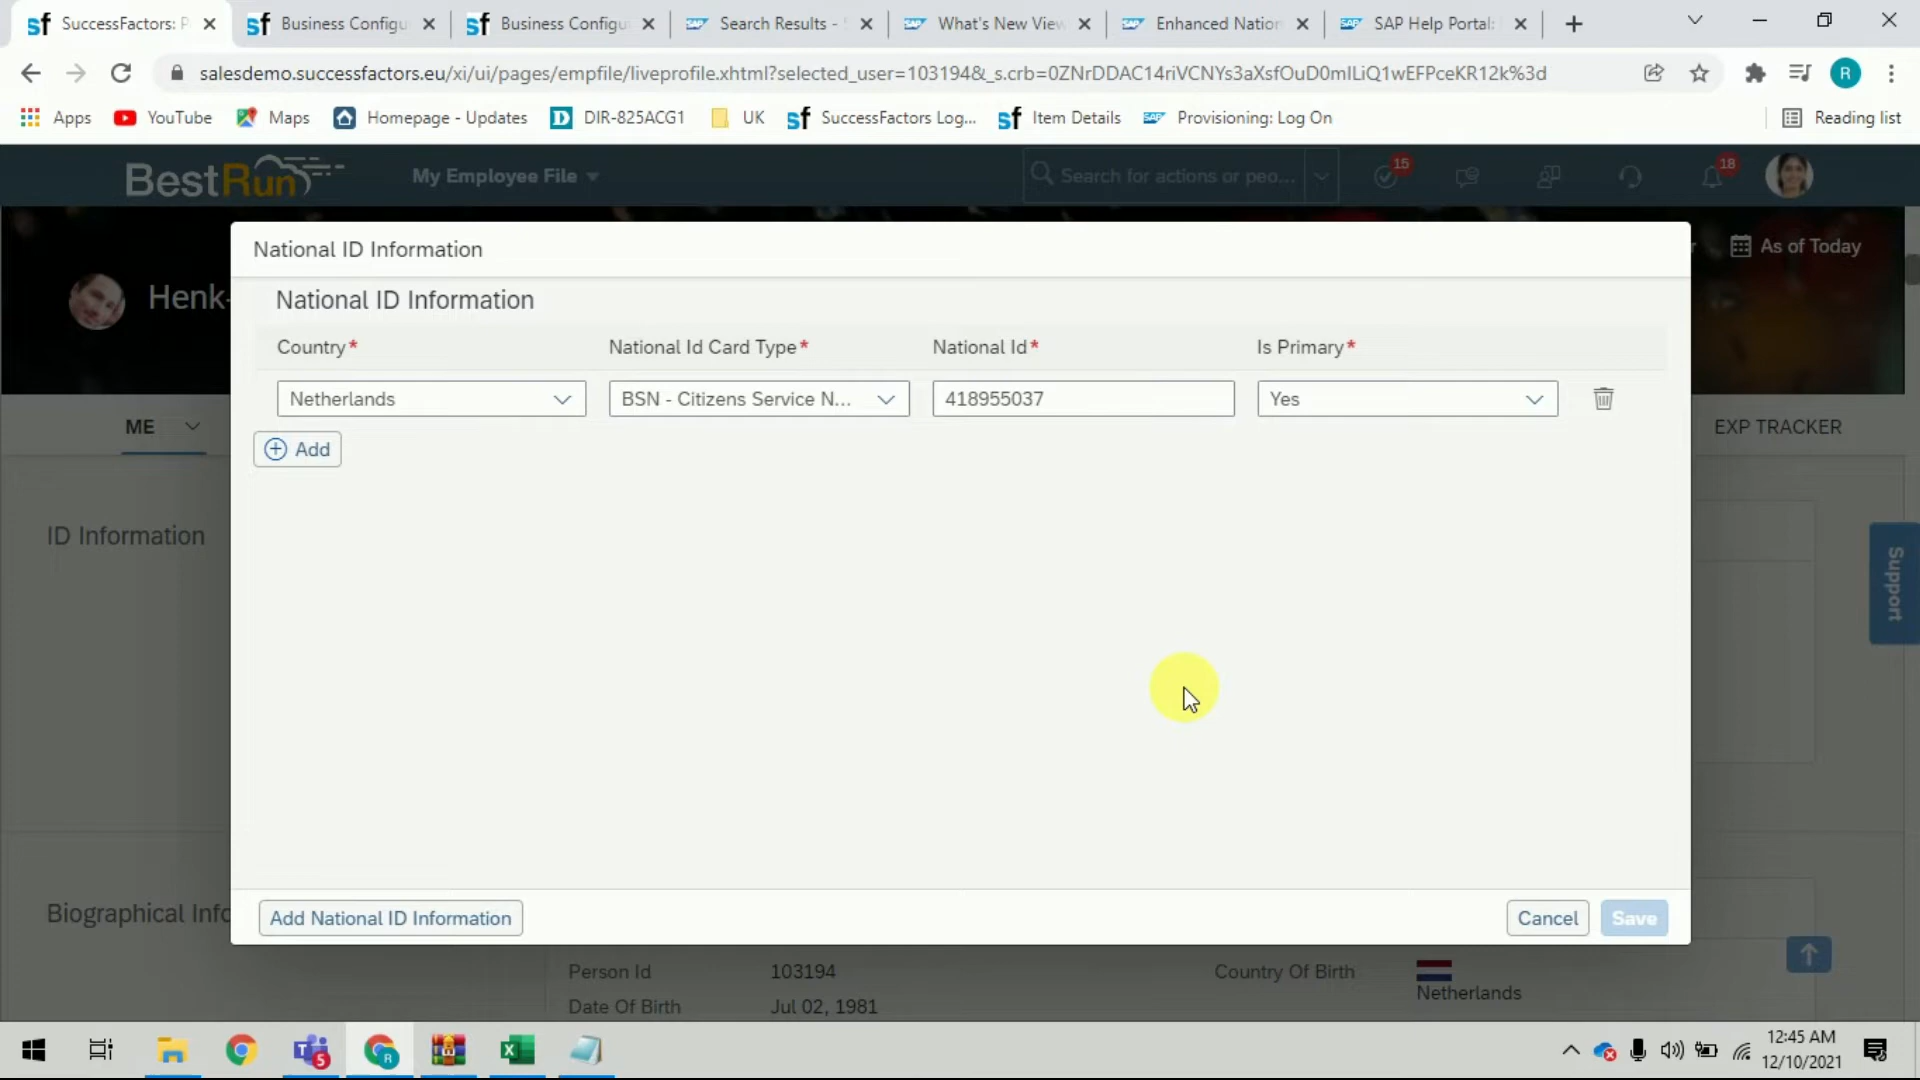 SuccessFactors: P
Business Configu
Business Configu
Search Results -
What's New View
Enhanced Nation
SAP Help Portal:
salesdemo.successfactors.eu/xi/ui/pages/empfile/liveprofile.xhtml?selected_user=103194&_s.crb=0ZNrDDAC14riVCNYs3aXsfOuD0mlLiQ1wEFPceKR12k%3d
R
Apps
YouTube
Maps
Homepage - Updates
DIR-825ACG1
UK
SuccessFactors Log...
Item Details
Provisioning: Log On
Reading list
BestRun
My Employee File
Search for actions or peo...
15
18
National ID Information
As of Today
Henk-
National ID Information
Country*
National Id Card Type*
National Id*
Is Primary*
Netherlands
BSN - Citizens Service N...
418955037
Yes
ME
EXP TRACKER
Add
ID Information
Support
Biographical Info
Add National ID Information
Cancel
Save
Person Id
103194
Country Of Birth
Netherlands
Date Of Birth
Jul 02, 1981
12:45 AM
12/10/2021